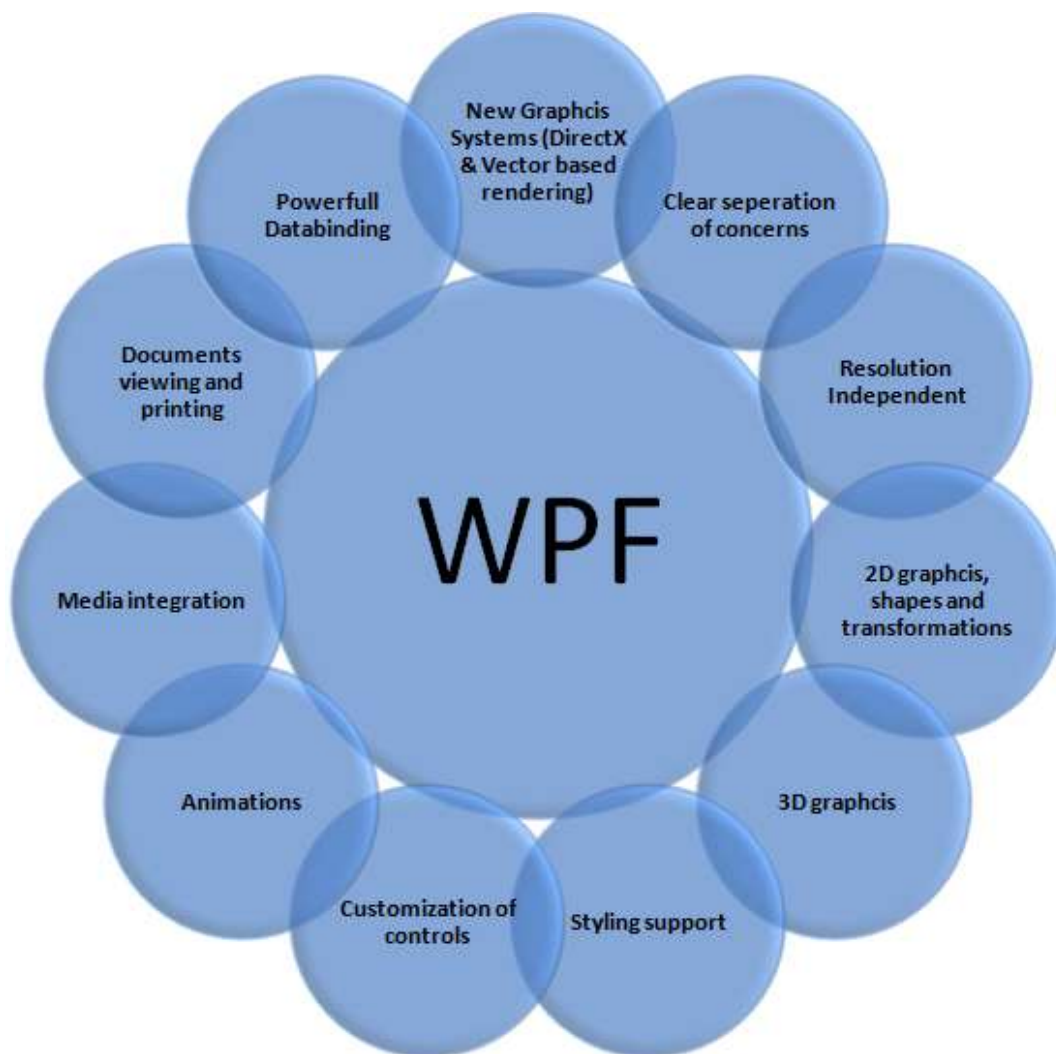 New Graphcis
Systems (DirectX
& Vector based
rendering)
Clear seperation
of concerns
Resolution
Independent
2D graphcis,
shapes and
transformations
3D graphcis
Styling support
Customization of
controls
Animations
Media integration
Documents
viewing and
printing
Powerfull
Databinding
WPF